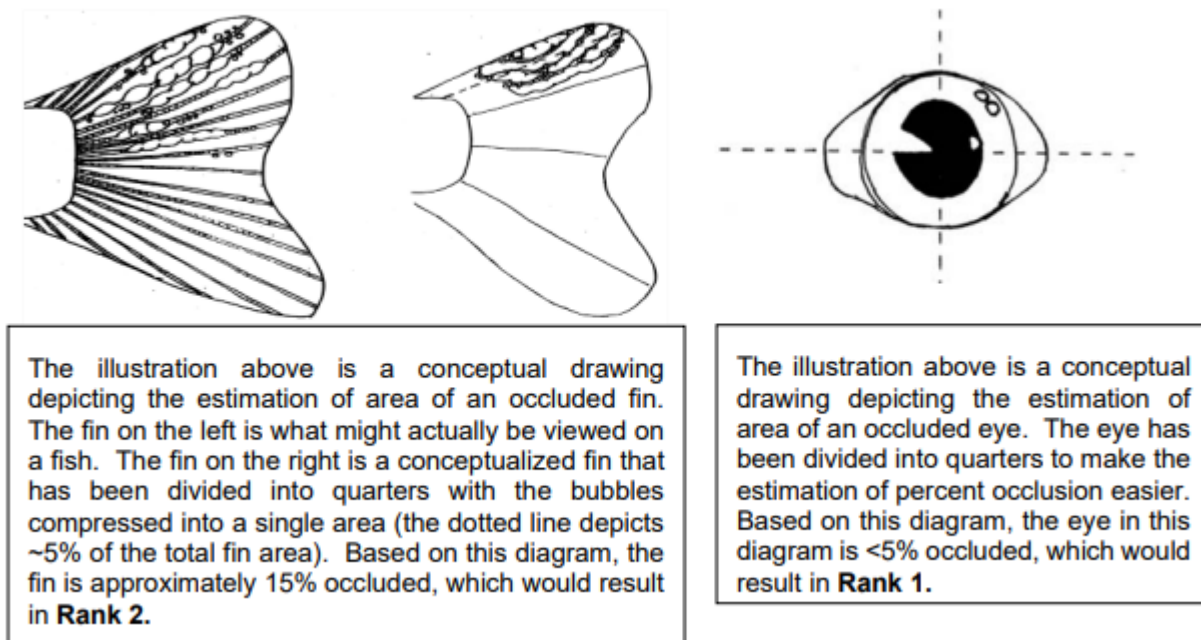 The illustration above is a conceptual drawing
depicting the estimation of area of an occluded fin.
The fin on the left is what might actually be viewed on
a fish. The fin on the right is a conceptualized fin that
has been divided into quarters with the bubbles
compressed into a single area (the dotted line depicts
~5% of the total fin area). Based on this diagram, the
fin is approximately 15% occluded, which would result
in Rank 2.
The illustration above is a conceptual
drawing depicting the estimation of
area of an occluded eye. The eye has
been divided into quarters to make the
estimation of percent occlusion easier.
Based on this diagram, the eye in this
diagram is <5% occluded, which would
result in Rank 1.